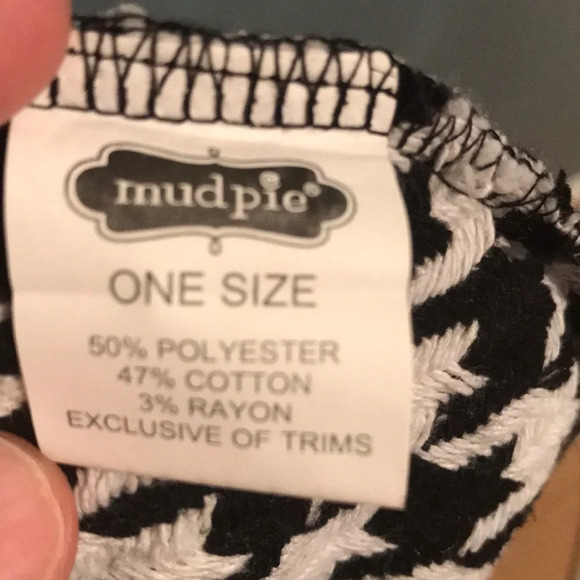 mudpie®
ONE SIZE
50% POLYESTER
47% COTTON
3% RAYON
EXCLUSIVE OF TRIMS